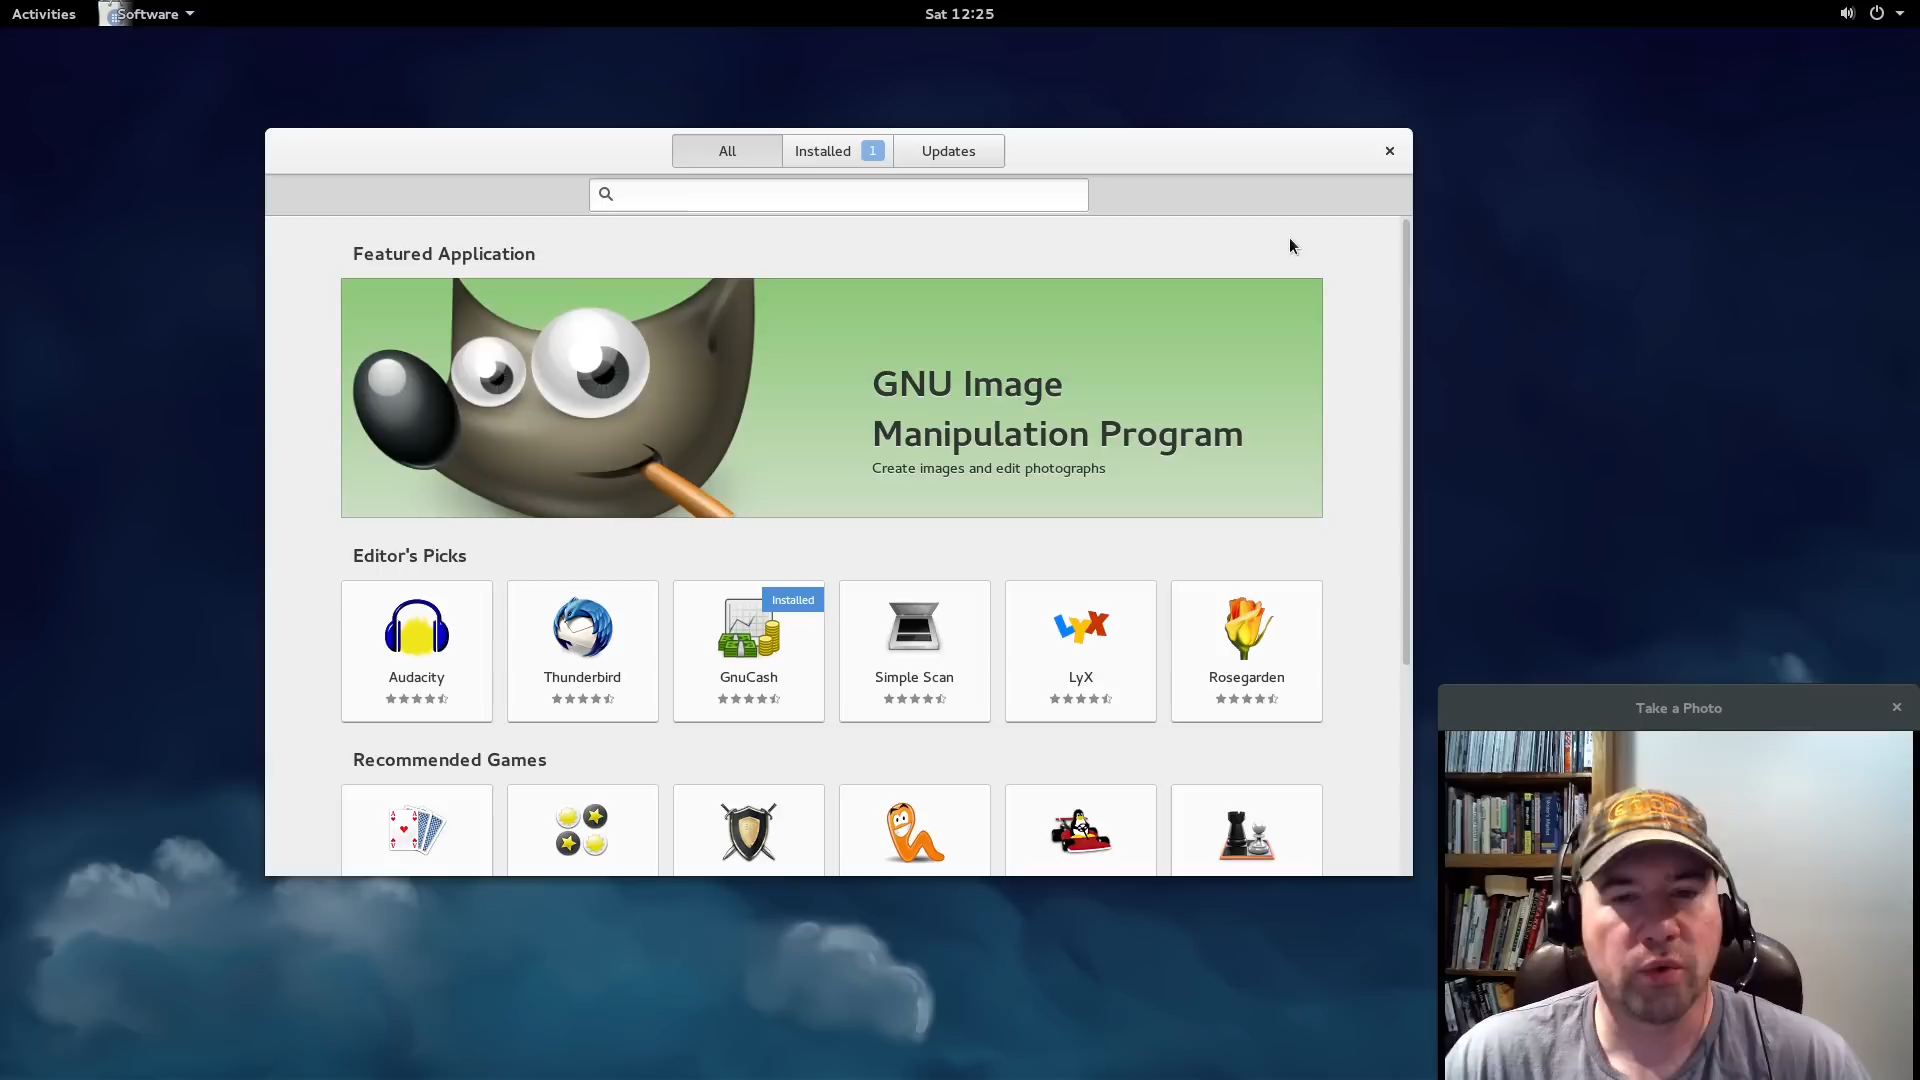 Activities
Software
Sat 12:25
All
Installed 1
Updates
Featured Application
GNU Image
Manipulation Program
Create images and edit photographs
Editor's Picks
Installed
Audacity
Thunderbird
GnuCash
Simple Scan
LyX
Rosegarden
Recommended Games
Take a Photo